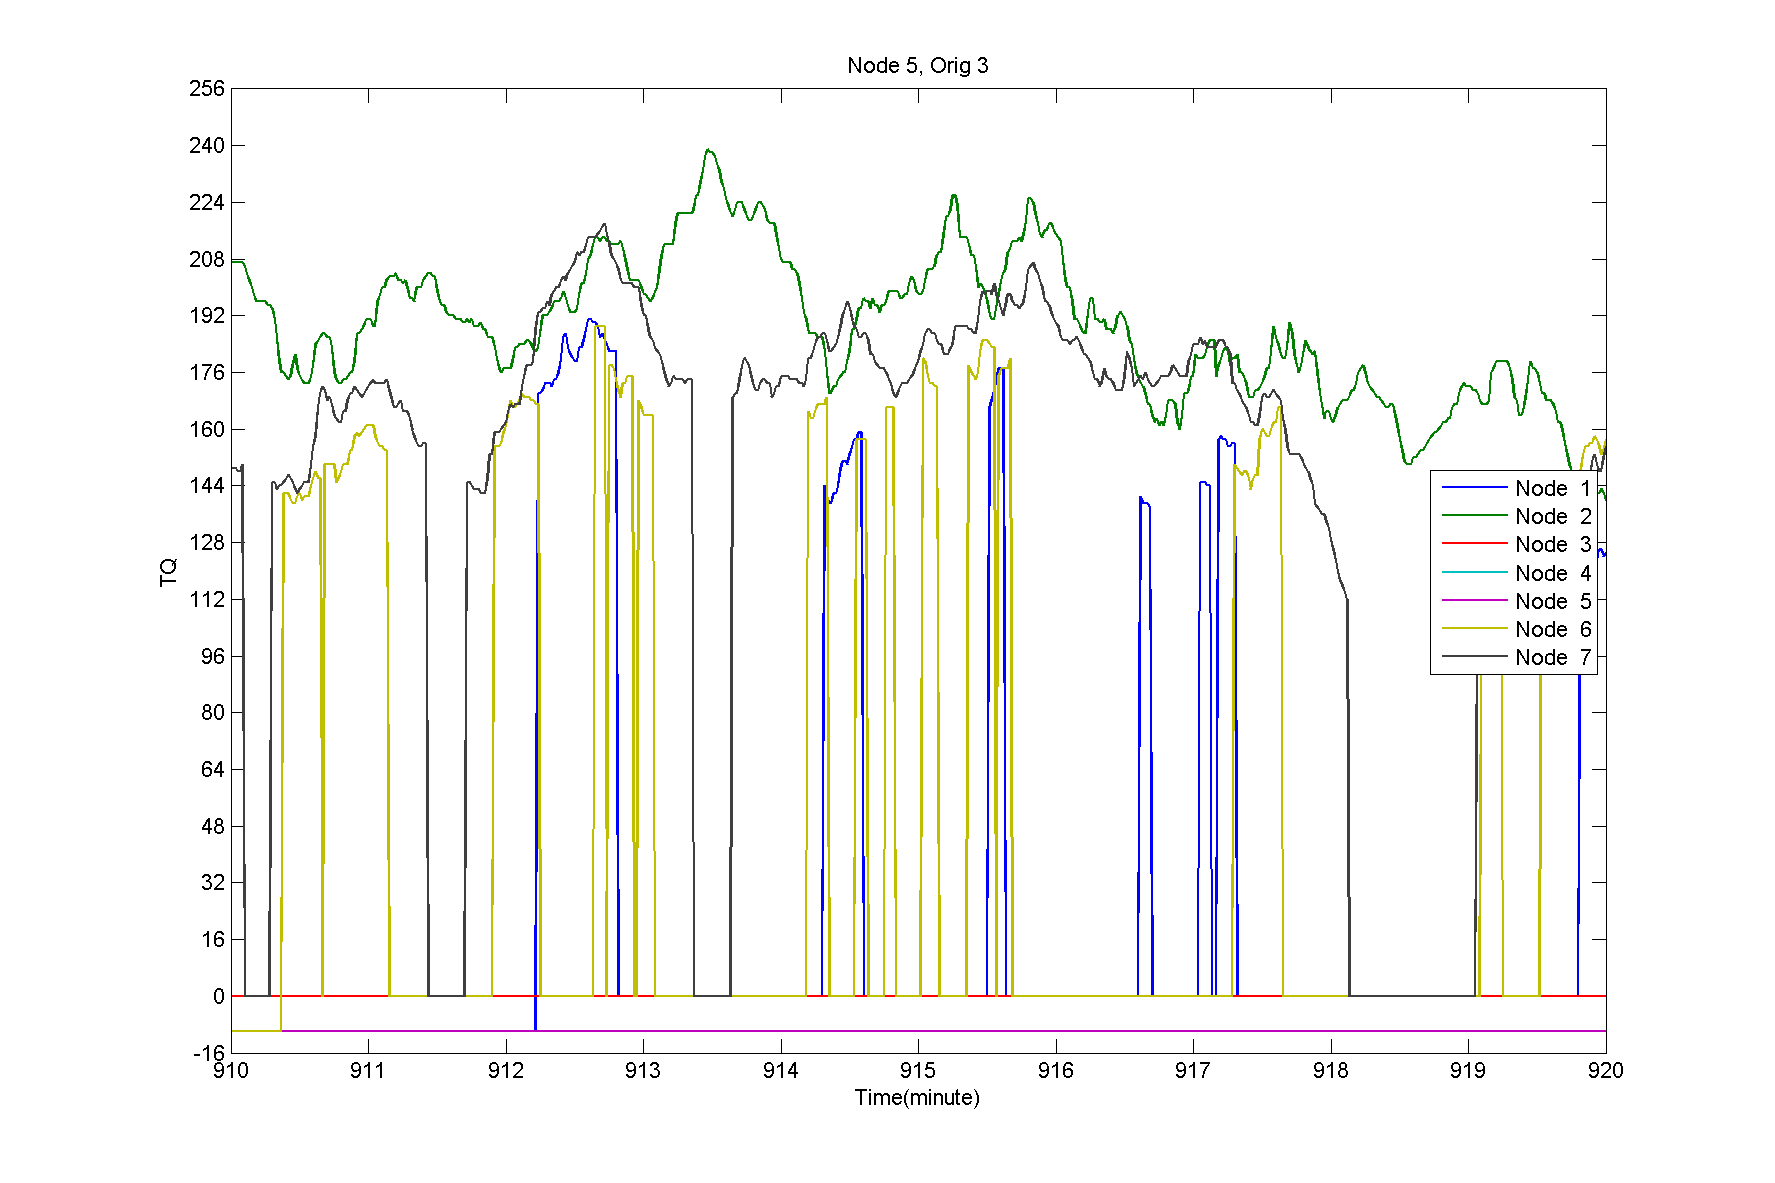 Node 5, Orig 3
256
240
224
208
192
176
160
144
128
112
96
80
64
48
32
16
0
-16
TQ
Node 1
Node 2
Node 3
Node 4
Node 5
Node 6
Node 7
910 911 912 913 914 915 916 917 918 919 920
Time(minute)